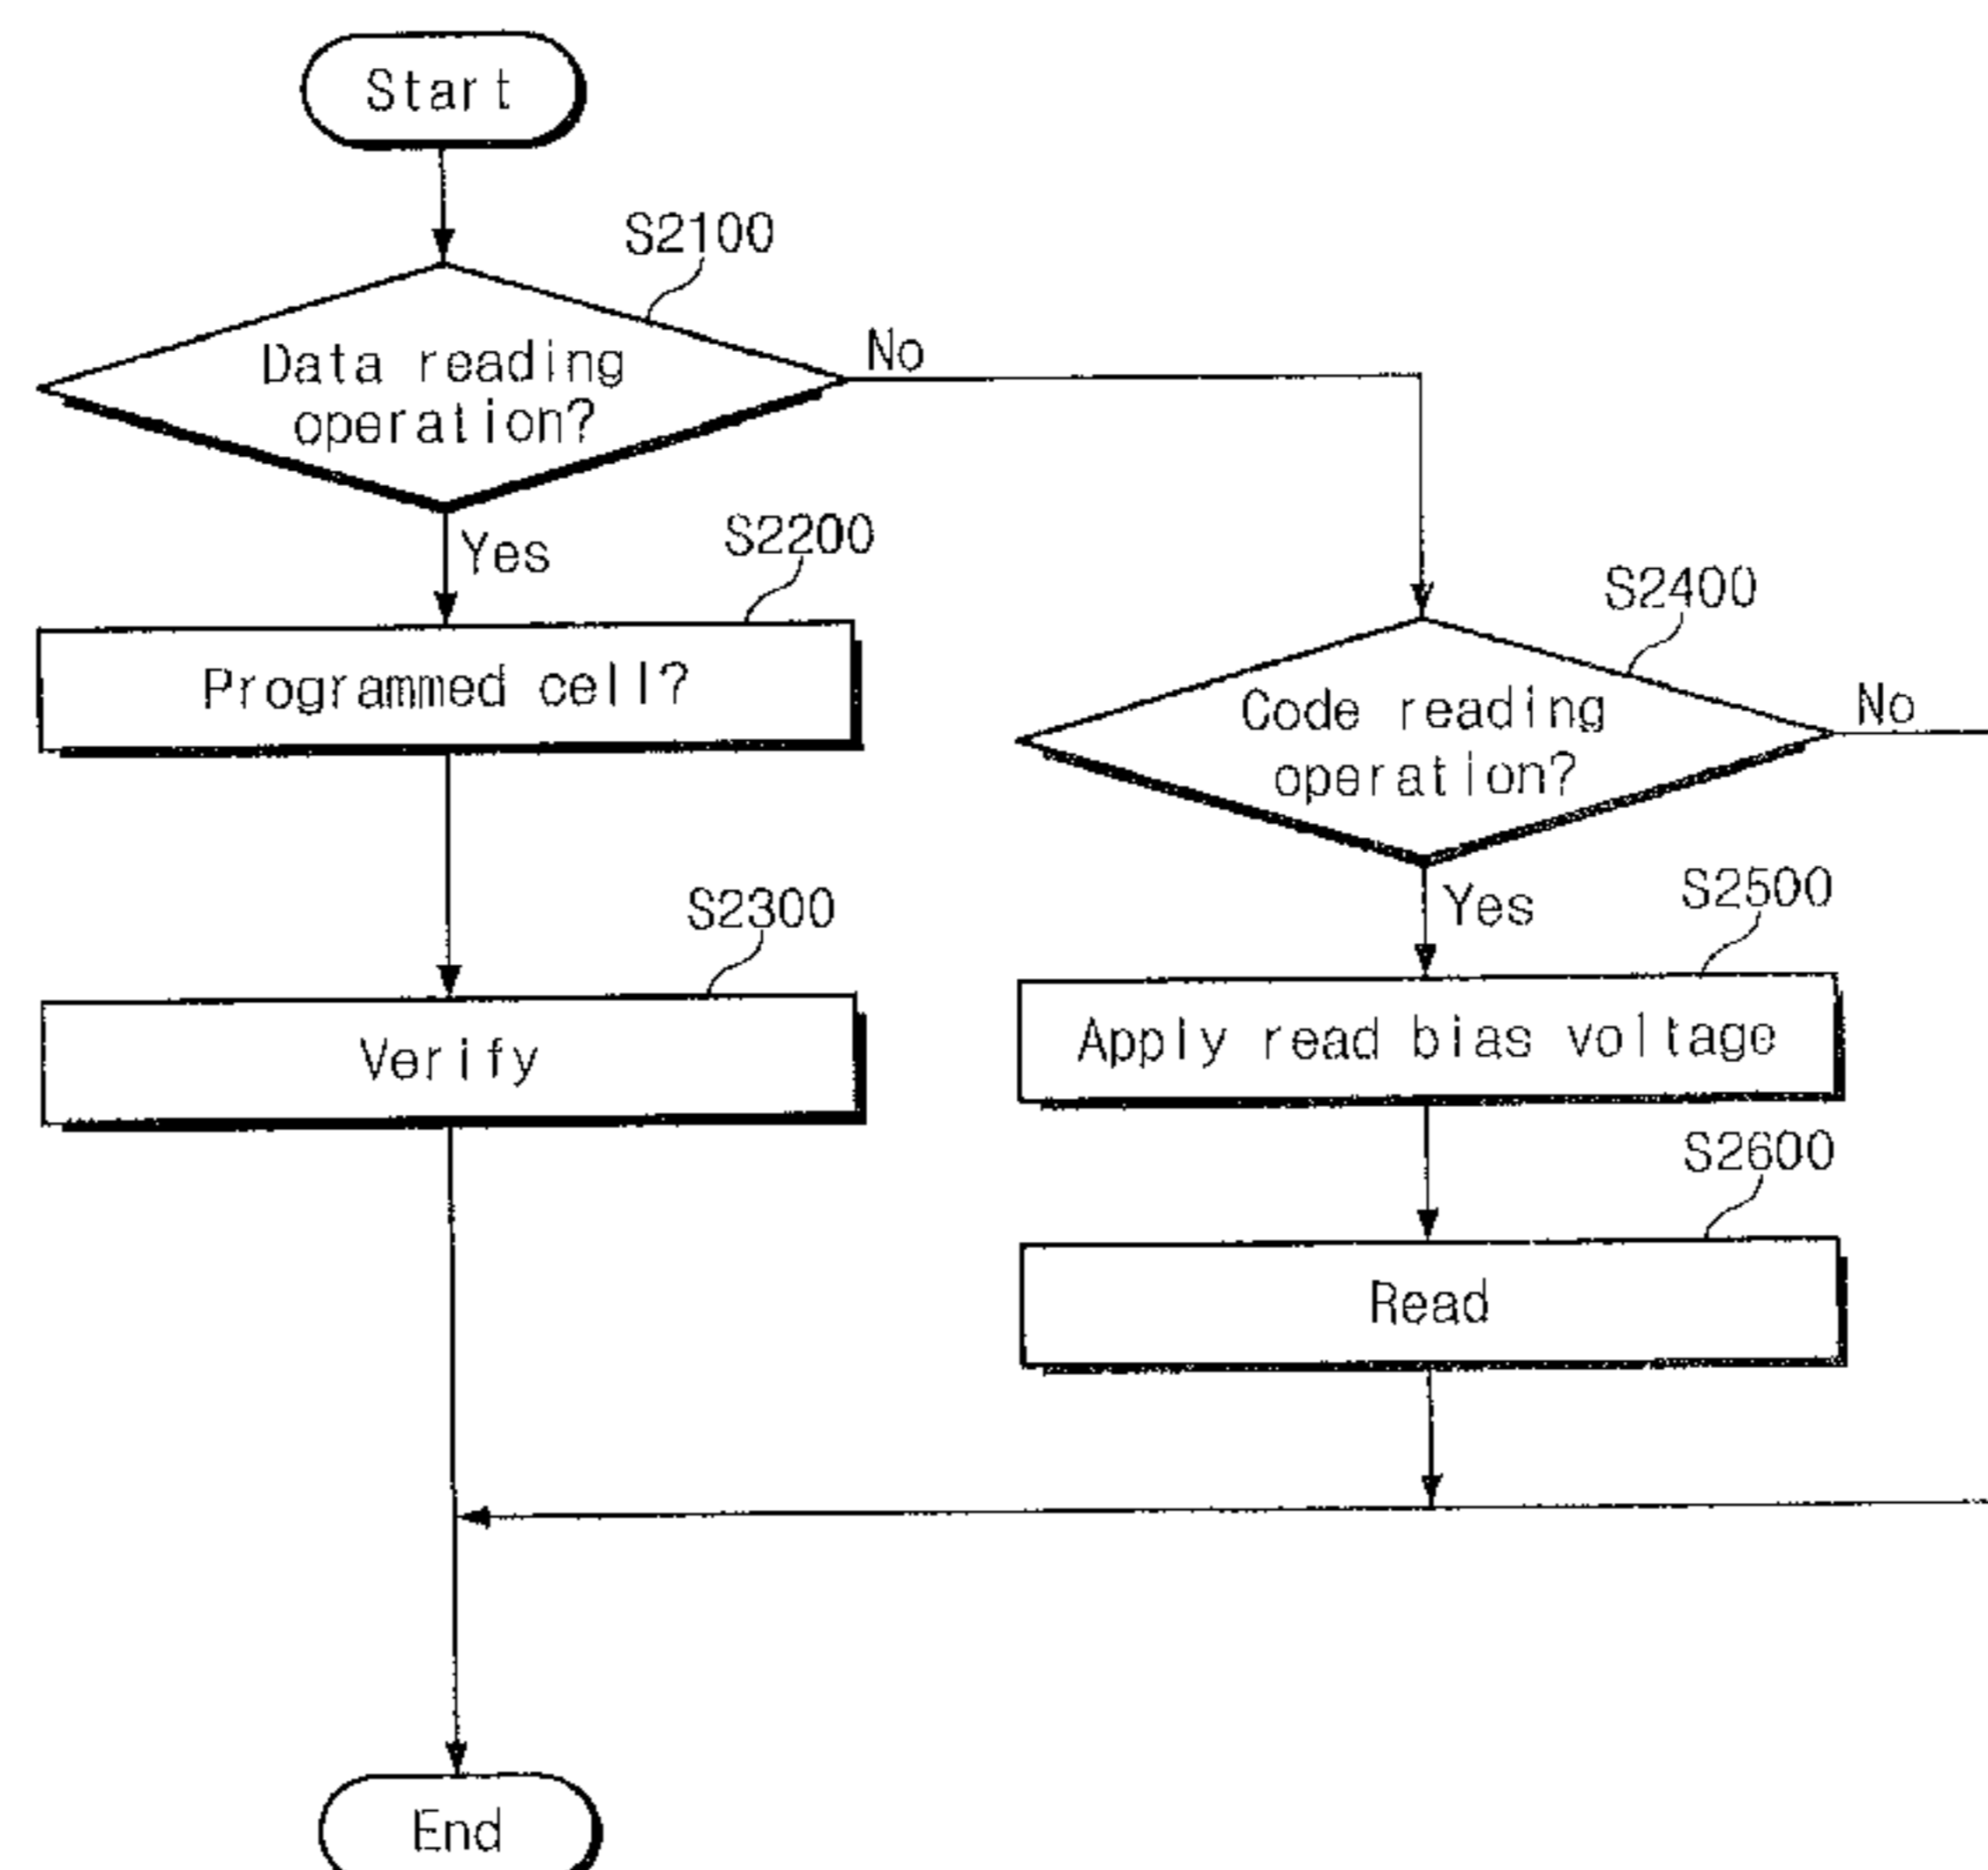 Start
S2100
Data reading
operation?
No
Yes
S2200
Programmed cell?
S2300
Verify
S2400
Code reading
operation?
No
Yes
S2500
Apply read bias voltage
S2600
Read
End